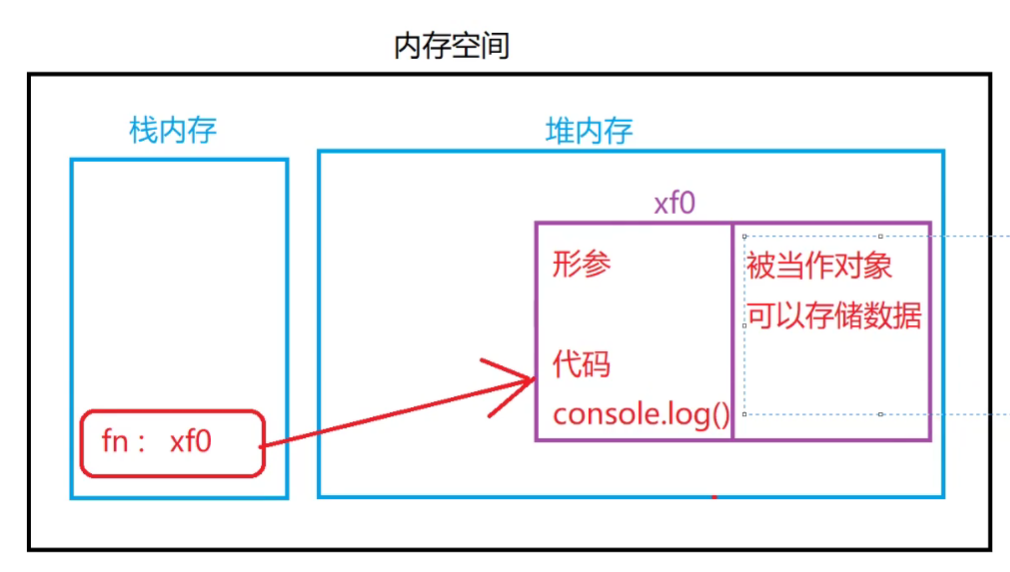 内存空间
栈内存
堆内存
xf0
形参
被当作对象
可以存储数据
代码
console.log()
fn： xf0